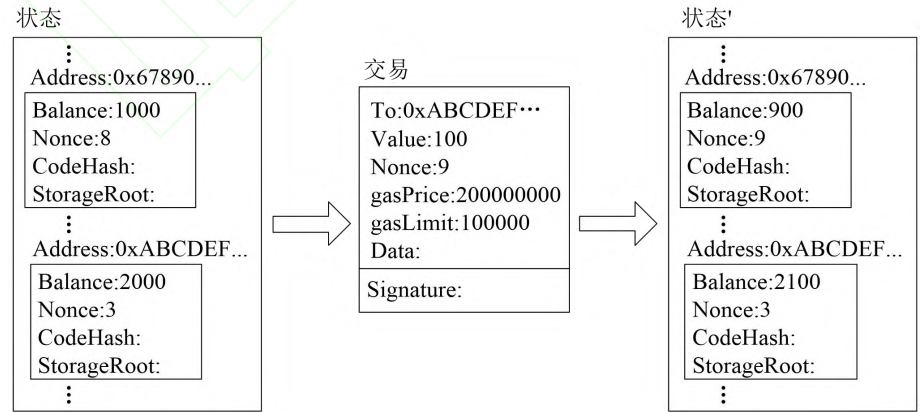 状态
⋮
Address:0x67890...
Balance:1000
Nonce:8
CodeHash:
StorageRoot:
⋮
Address:0xABCDEF...
Balance:2000
Nonce:3
CodeHash:
StorageRoot:
⋮
交易
To:0xABCDEF⋯
Value:100
Nonce:9
gasPrice:200000000
gasLimit:100000
Data:
Signature:
状态'
⋮
Address:0x67890...
Balance:900
Nonce:9
CodeHash:
StorageRoot:
⋮
Address:0xABCDEF...
Balance:2100
Nonce:3
CodeHash:
StorageRoot:
⋮